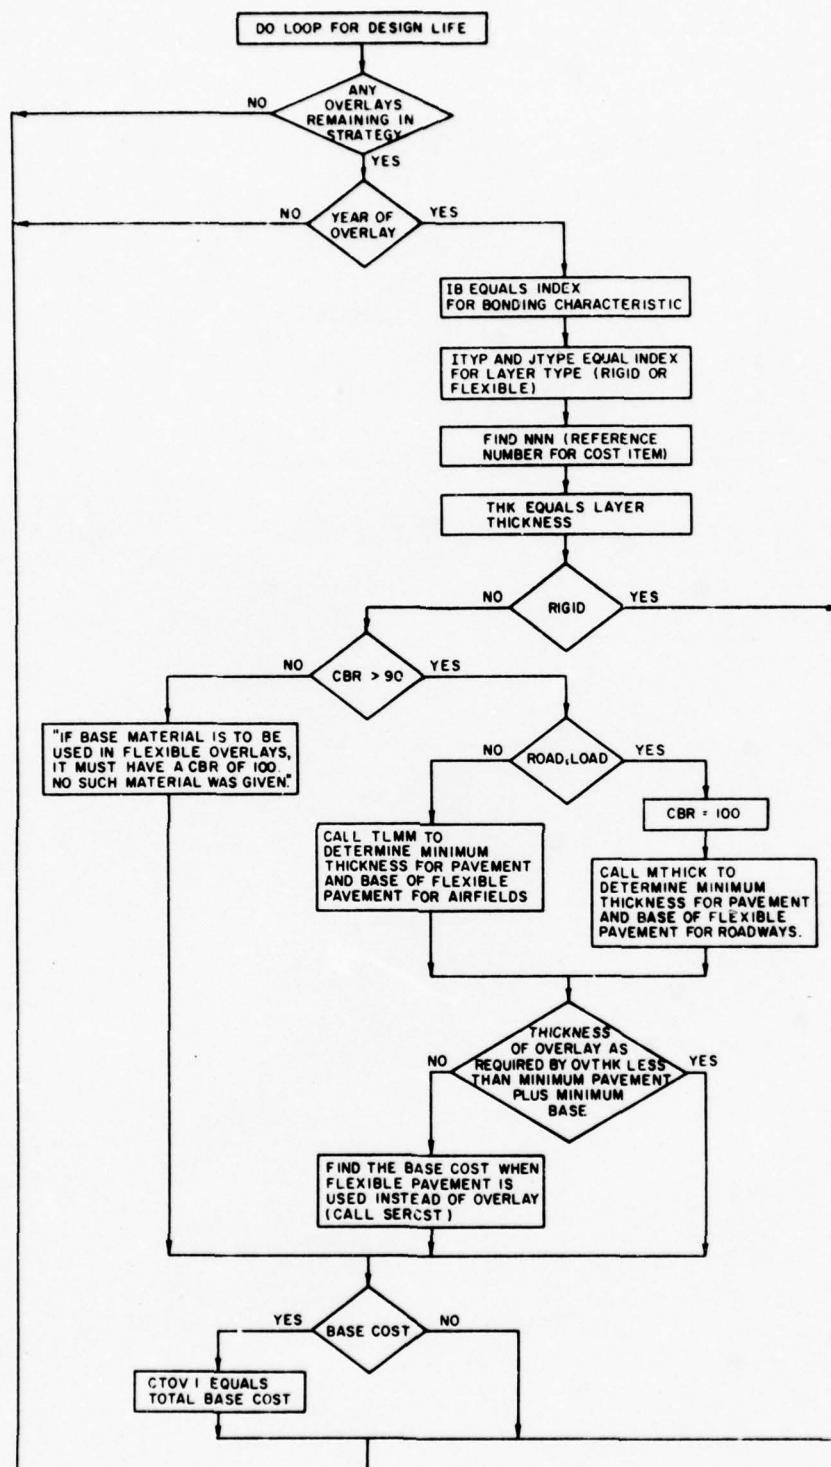 DO LOOP FOR DESIGN LIFE
ANY
OVERLAYS
REMAINING IN
STRATEGY
NO
YES
YEAR OF
OVERLAY
NO
YES
IB EQUALS INDEX
FOR BONDING CHARACTERISTIC
ITYP AND JTYPE EQUAL INDEX
FOR LAYER TYPE (RIGID OR
FLEXIBLE)
FIND NNN (REFERENCE
NUMBER FOR COST ITEM)
THK EQUALS LAYER
THICKNESS
NO
RIGID
YES
NO
CBR > 90
YES
"IF BASE MATERIAL IS TO BE
USED IN FLEXIBLE OVERLAYS,
IT MUST HAVE A CBR OF 100.
NO SUCH MATERIAL WAS GIVEN."
NO
ROAD, LOAD
YES
CBR = 100
CALL TLMM TO
DETERMINE MINIMUM
THICKNESS FOR PAVEMENT
AND BASE OF FLEXIBLE
PAVEMENT FOR AIRFIELDS
CALL MTHICK TO
DETERMINE MINIMUM
THICKNESS FOR PAVEMENT
AND BASE OF FLEXIBLE
PAVEMENT FOR ROADWAYS.
NO
THICKNESS
OF OVERLAY AS
REQUIRED BY OVTHK LESS
THAN MINIMUM PAVEMENT
PLUS MINIMUM
BASE
YES
FIND THE BASE COST WHEN
FLEXIBLE PAVEMENT IS
USED INSTEAD OF OVERLAY
(CALL SERCST)
YES
BASE COST
NO
CTOV1 EQUALS
TOTAL BASE COST